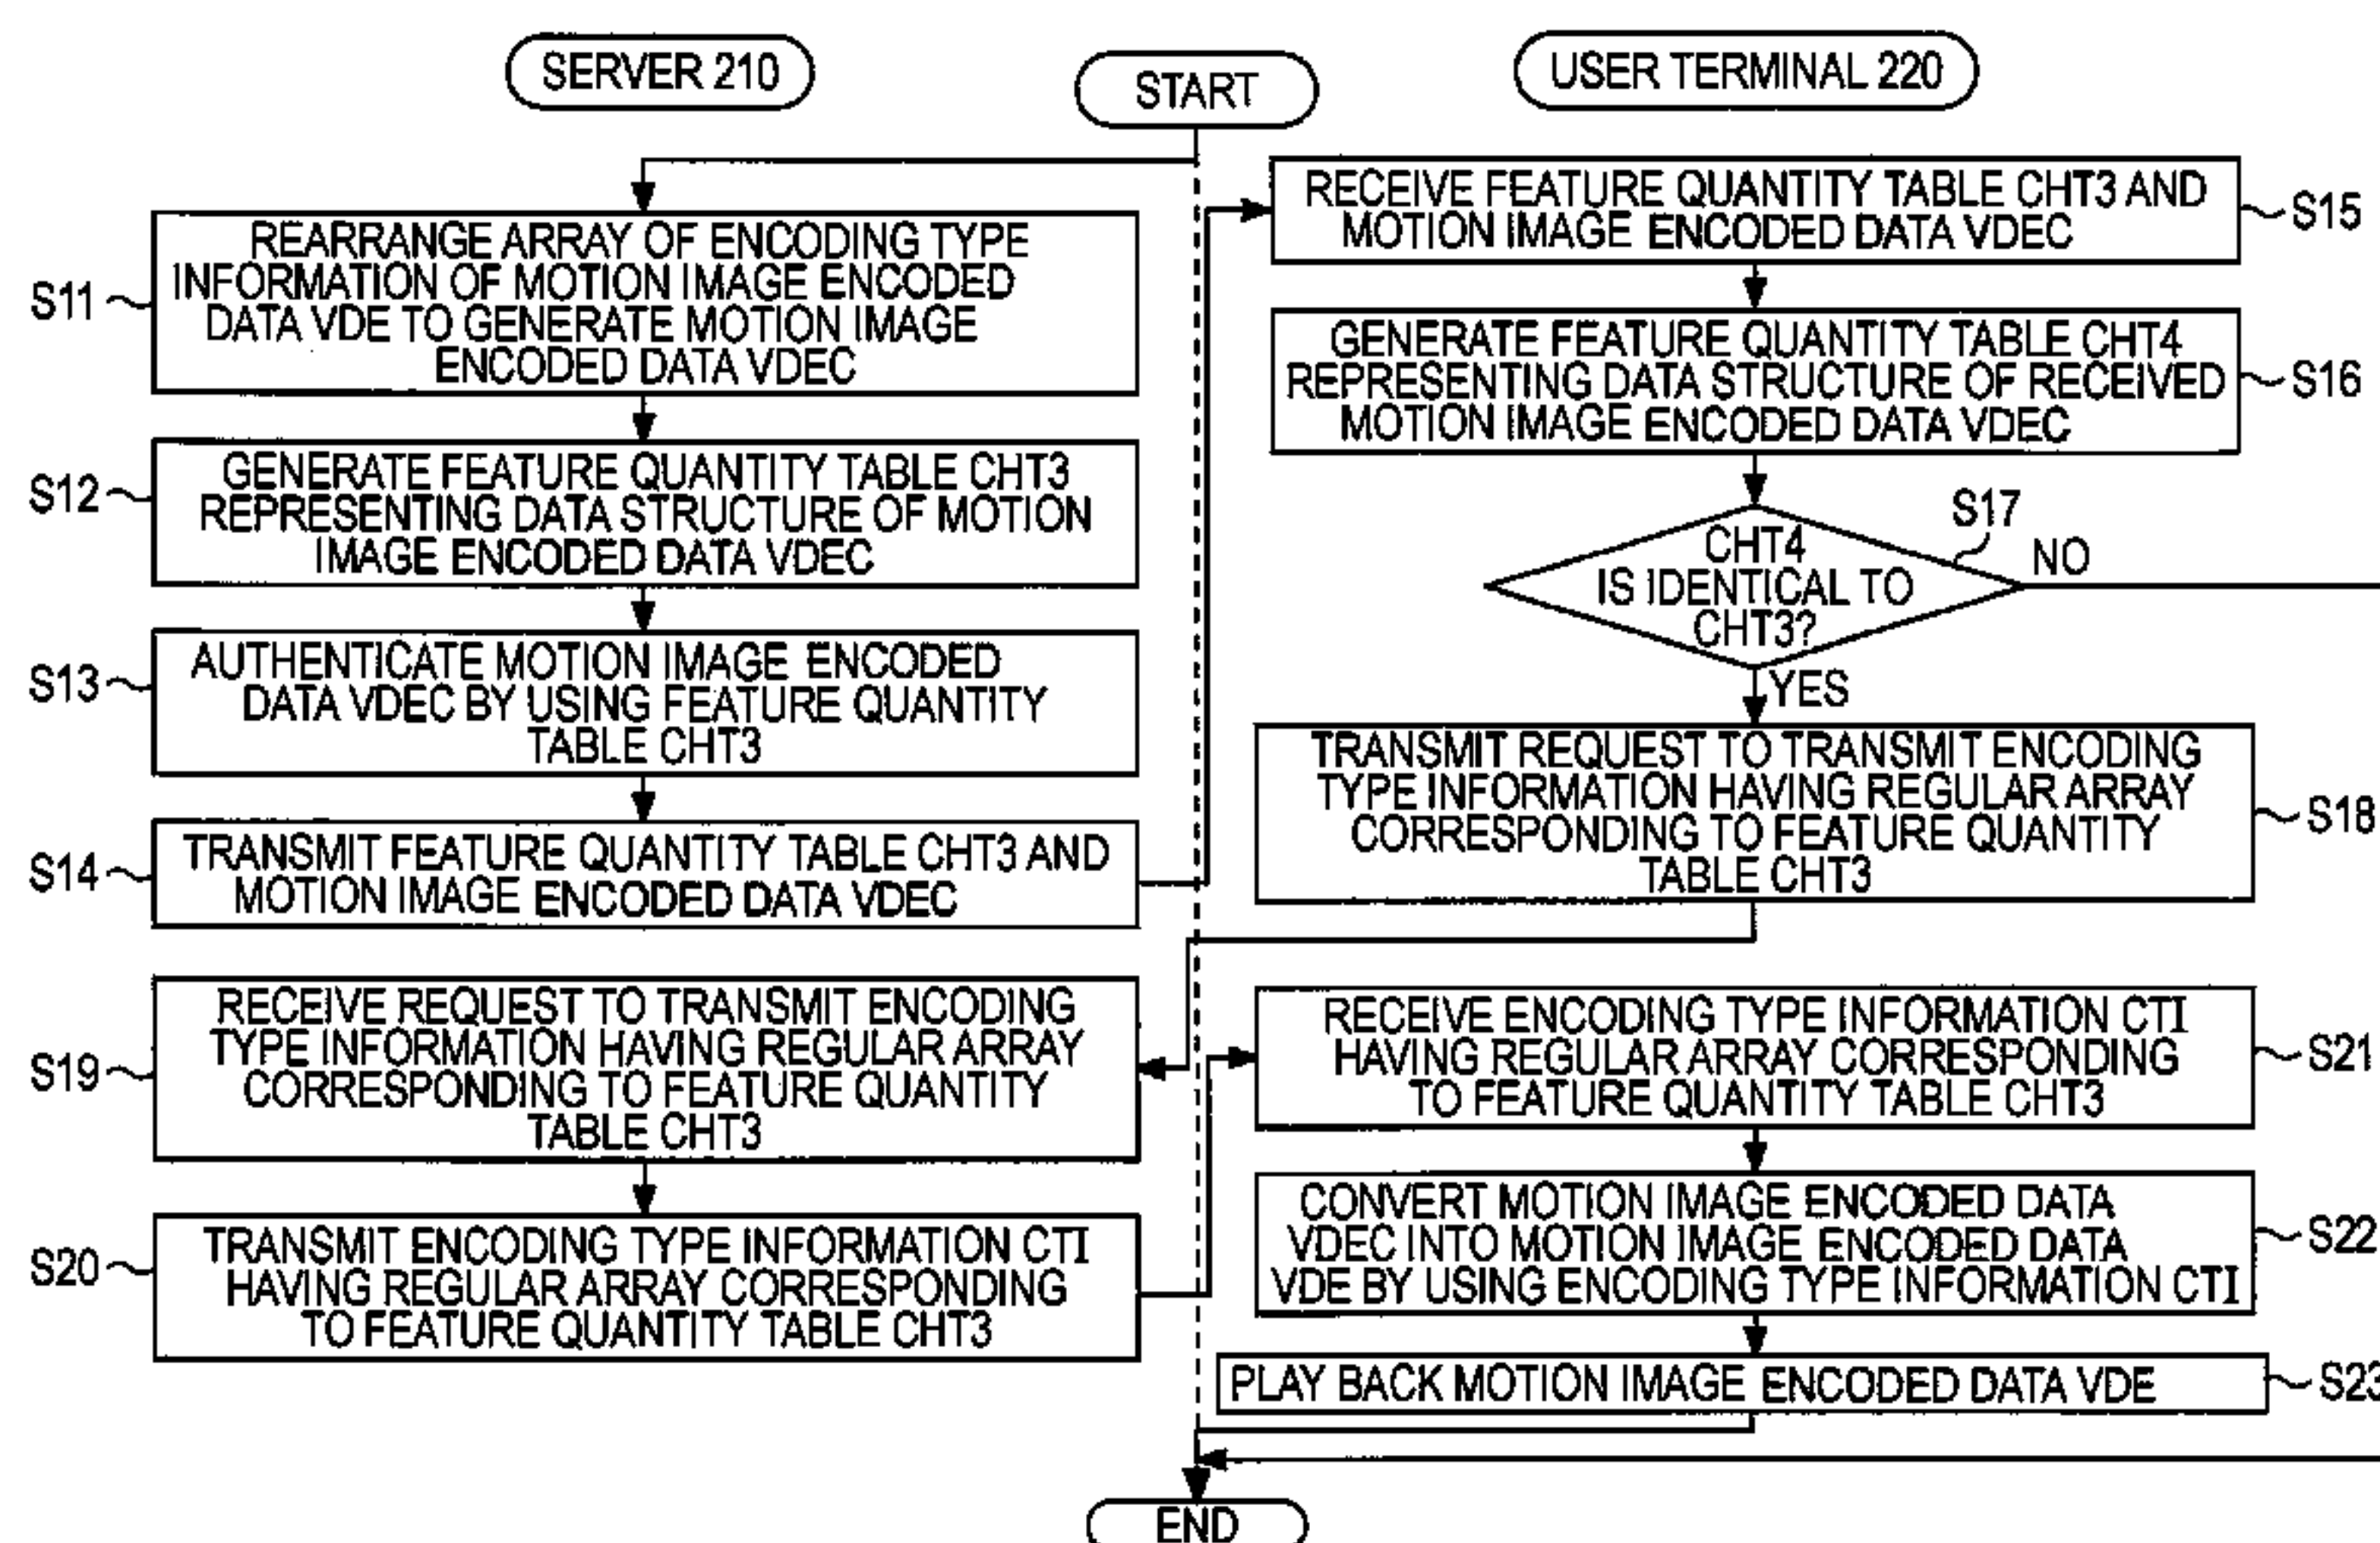 SERVER 210
START
USER TERMINAL 220
S11
REARRANGE ARRAY OF ENCODING TYPE
INFORMATION OF MOTION IMAGE ENCODED
DATA VDE TO GENERATE MOTION IMAGE
ENCODED DATA VDEC
S12
GENERATE FEATURE QUANTITY TABLE CHT3
REPRESENTING DATA STRUCTURE OF MOTION
IMAGE ENCODED DATA VDEC
S13
AUTHENTICATE MOTION IMAGE ENCODED
DATA VDEC BY USING FEATURE QUANTITY
TABLE CHT3
S14
TRANSMIT FEATURE QUANTITY TABLE CHT3 AND
MOTION IMAGE ENCODED DATA VDEC
RECEIVE FEATURE QUANTITY TABLE CHT3 AND
MOTION IMAGE ENCODED DATA VDEC
S15
GENERATE FEATURE QUANTITY TABLE CHT4
REPRESENTING DATA STRUCTURE OF RECEIVED
MOTION IMAGE ENCODED DATA VDEC
S16
S17
CHT4
IS IDENTICAL TO
CHT3?
NO
YES
TRANSMIT REQUEST TO TRANSMIT ENCODING
TYPE INFORMATION HAVING REGULAR ARRAY
CORRESPONDING TO FEATURE QUANTITY
TABLE CHT3
S18
S19
RECEIVE REQUEST TO TRANSMIT ENCODING
TYPE INFORMATION HAVING REGULAR ARRAY
CORRESPONDING TO FEATURE QUANTITY
TABLE CHT3
S20
TRANSMIT ENCODING TYPE INFORMATION CTI
HAVING REGULAR ARRAY CORRESPONDING
TO FEATURE QUANTITY TABLE CHT3
RECEIVE ENCODING TYPE INFORMATION CTI
HAVING REGULAR ARRAY CORRESPONDING
TO FEATURE QUANTITY TABLE CHT3
S21
CONVERT MOTION IMAGE ENCODED DATA
VDEC INTO MOTION IMAGE ENCODED DATA
VDE BY USING ENCODING TYPE INFORMATION CTI
S22
PLAY BACK MOTION IMAGE ENCODED DATA VDE
S23
END